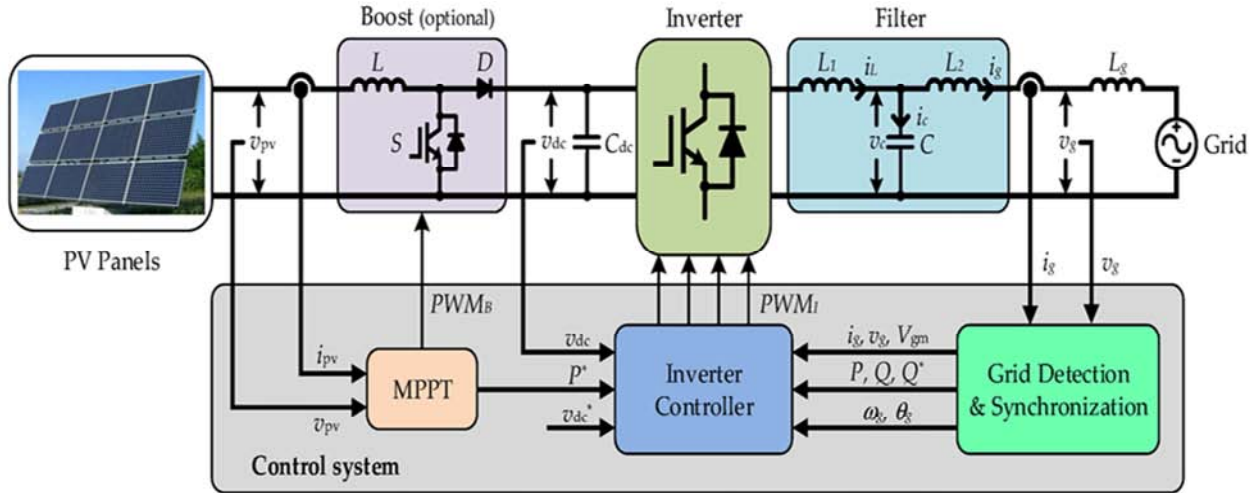 Boost (optional)
Inverter
Filter
L
D
L1
iL
L2
ig
Lg
vpv
S
vdc
Cdc
vc
ic
C
vg
Grid
PV Panels
ig
vg
PWMB
PWMI
ipv
vpv
MPPT
vdc
P*
vdc*
Inverter
Controller
ig, vg, Vgm
P, Q, Q*
ωg, θg
Grid Detection
& Synchronization
Control system